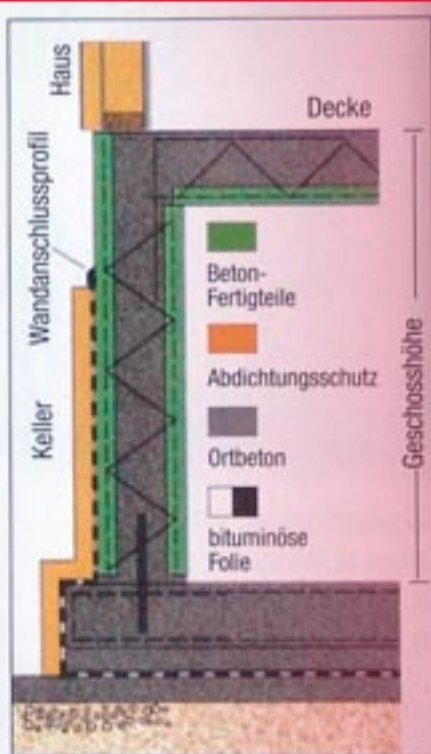 Haus
Decke
Wandanschlussprofil
Keller
Geschosshöhe
Beton-
Fertigteile
Abdichtungsschutz
Ortbeton
bituminöse
Folie